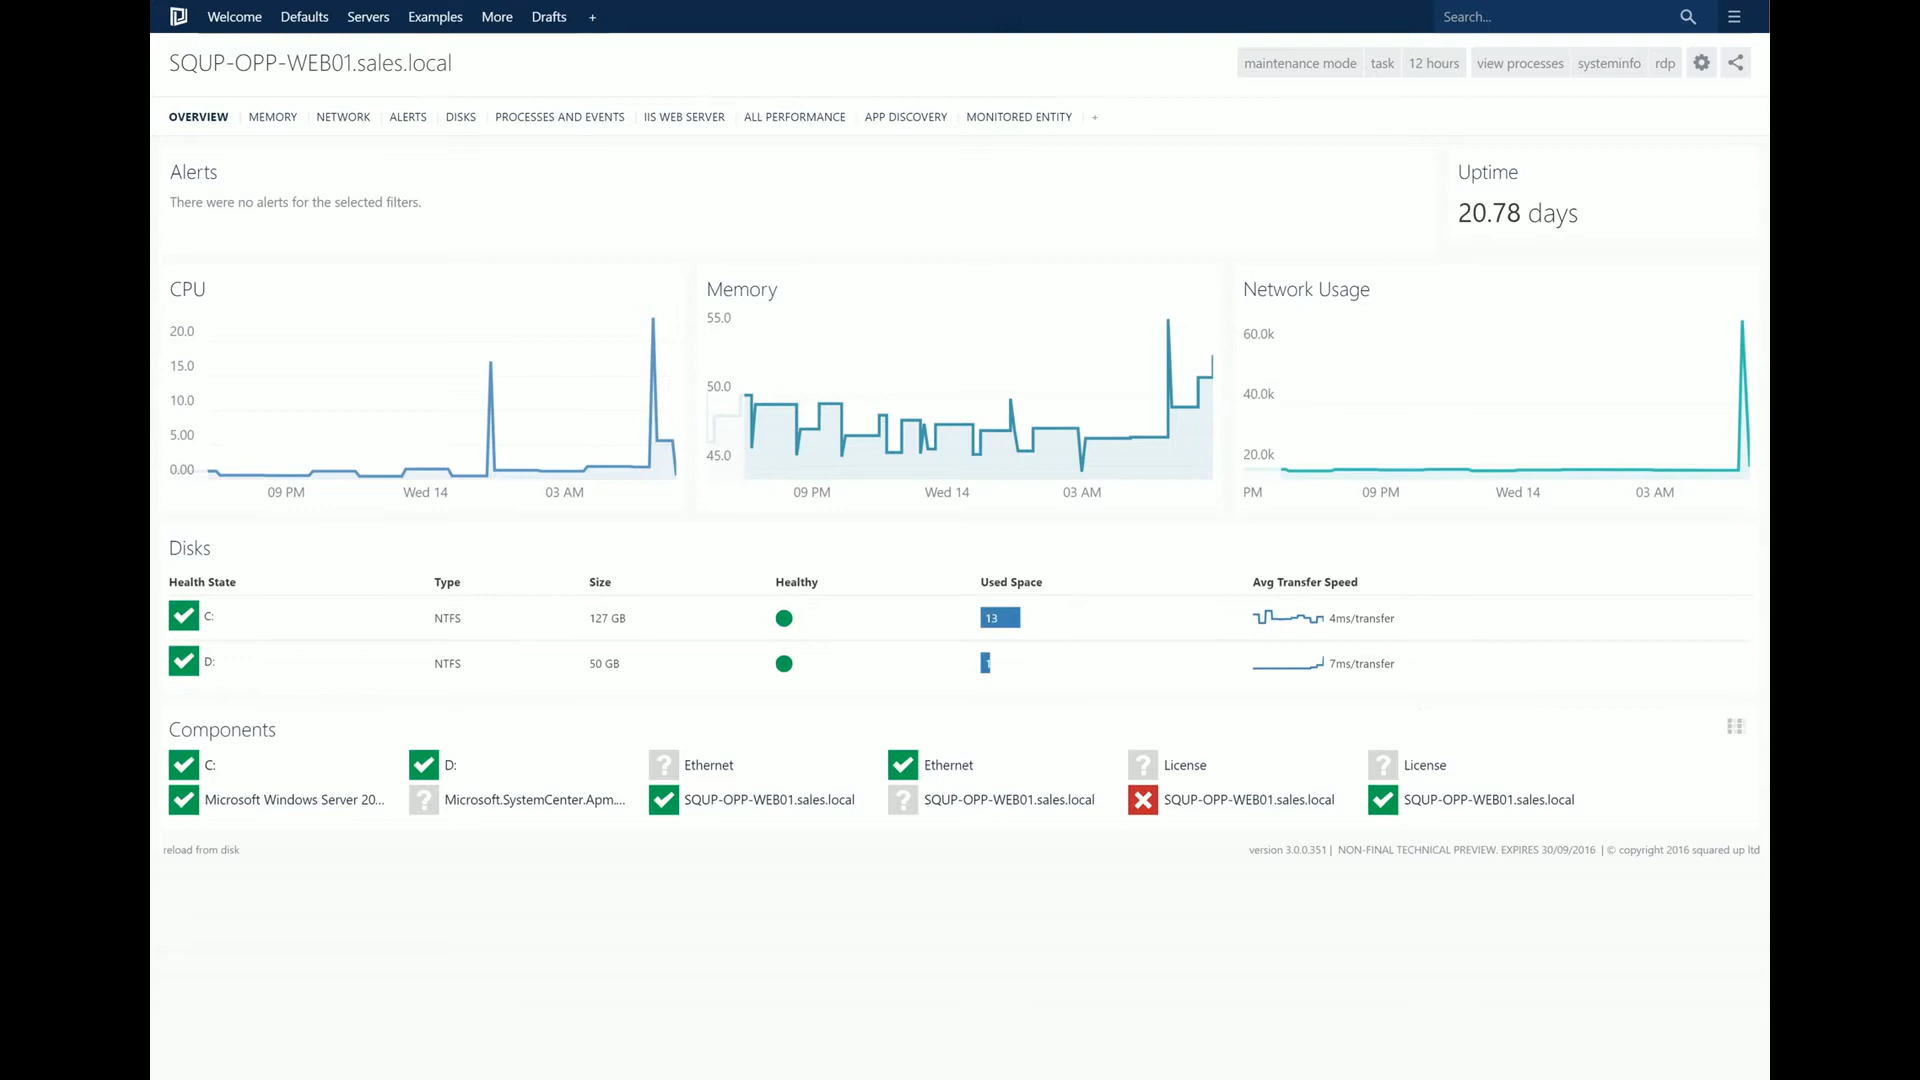 Welcome Defaults Servers Examples More Drafts + Search...
SQUP-OPP-WEB01.sales.local
maintenance mode task 12 hours view processes systeminfo rdp
OVERVIEW MEMORY NETWORK ALERTS DISKS PROCESSES AND EVENTS IIS WEB SERVER ALL PERFORMANCE APP DISCOVERY MONITORED ENTITY +
Alerts
There were no alerts for the selected filters.
Uptime
20.78 days
CPU
20.0
15.0
10.0
5.00
0.00
09 PM Wed 14 03 AM
Memory
55.0
50.0
45.0
09 PM Wed 14 03 AM
Network Usage
60.0k
40.0k
20.0k
PM 09 PM Wed 14 03 AM
Disks
Health State Type Size Healthy Used Space Avg Transfer Speed
C: NTFS 127 GB 13 4ms/transfer
D: NTFS 50 GB 1 7ms/transfer
Components
C: D: ? Ethernet Ethernet ? License ? License
Microsoft Windows Server 20... ? Microsoft.SystemCenter.Apm.... SQUP-OPP-WEB01.sales.local ? SQUP-OPP-WEB01.sales.local SQUP-OPP-WEB01.sales.local SQUP-OPP-WEB01.sales.local
reload from disk
version 3.0.0.351 | NON-FINAL TECHNICAL PREVIEW. EXPIRES 30/09/2016 | © copyright 2016 squared up ltd